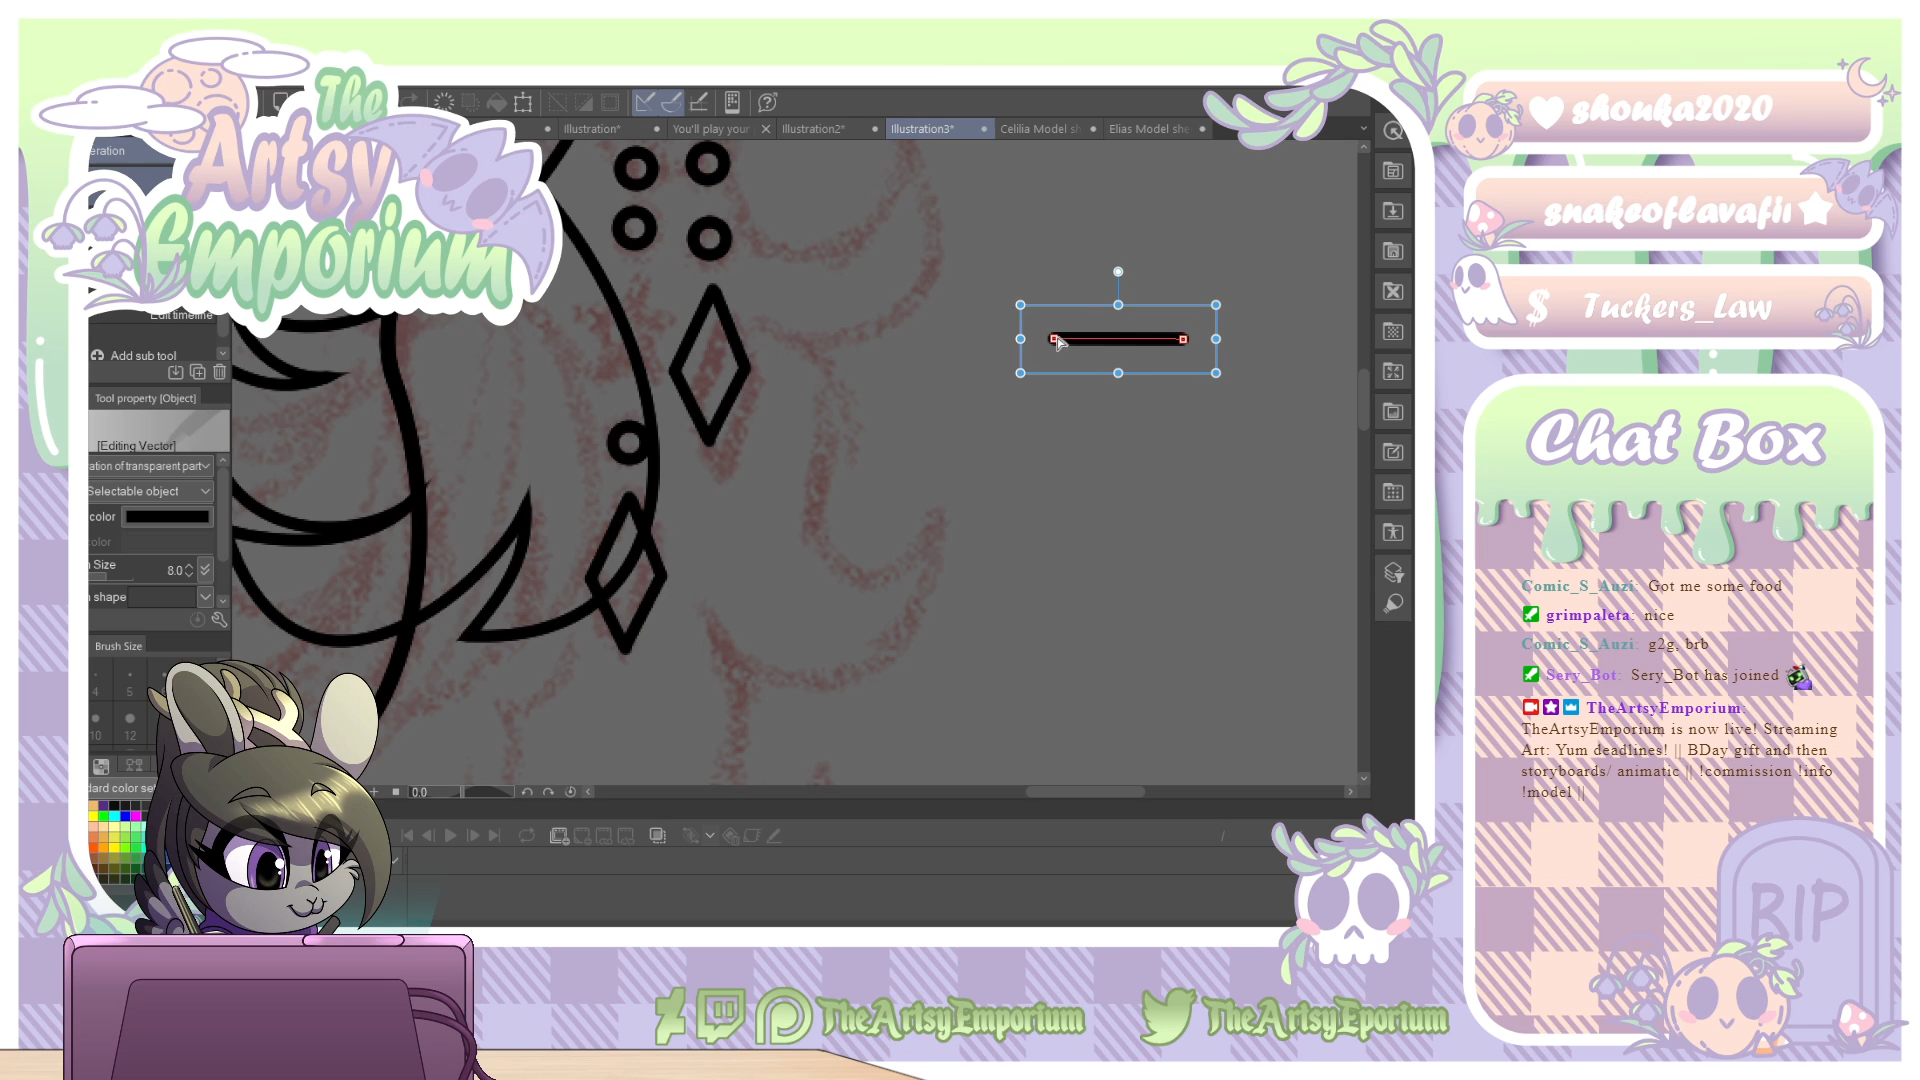 The
Artsy
Emporium
eration
Illustration*
You'll play your
Illustration2*
Illustration3*
Celilia Model sh
Elias Model she
Edit timeline
Add sub tool
Tool property [Object]
[Editing Vector]
ation of transparent part
Selectable object
color
color
Size
8.0
shape
Brush Size
4
5
10
12
dard color se
0.0
/
shouka2020
snakeoflavafir
$ Tuckers_Law
Chat Box
Comic_S_Auzi: Got me some food
grimpaleta: nice
Comic_S_Auzi: g2g, brb
Sery_Bot: Sery_Bot has joined
TheArtsyEmporium:
TheArtsyEmporium is now live! Streaming
Art: Yum deadlines! || BDay gift and then
storyboards/ animatic || !commission !info
!model ||
RIP
TheArtsyEmporium
TheArtsyEporium